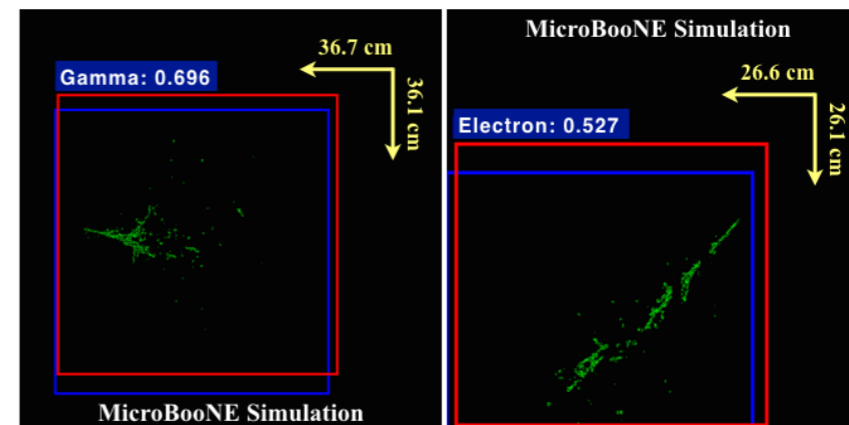 36.7 cm
Gamma: 0.696
36.1 cm
MicroBooNE Simulation
MicroBooNE Simulation
26.6 cm
Electron: 0.527
26.1 cm